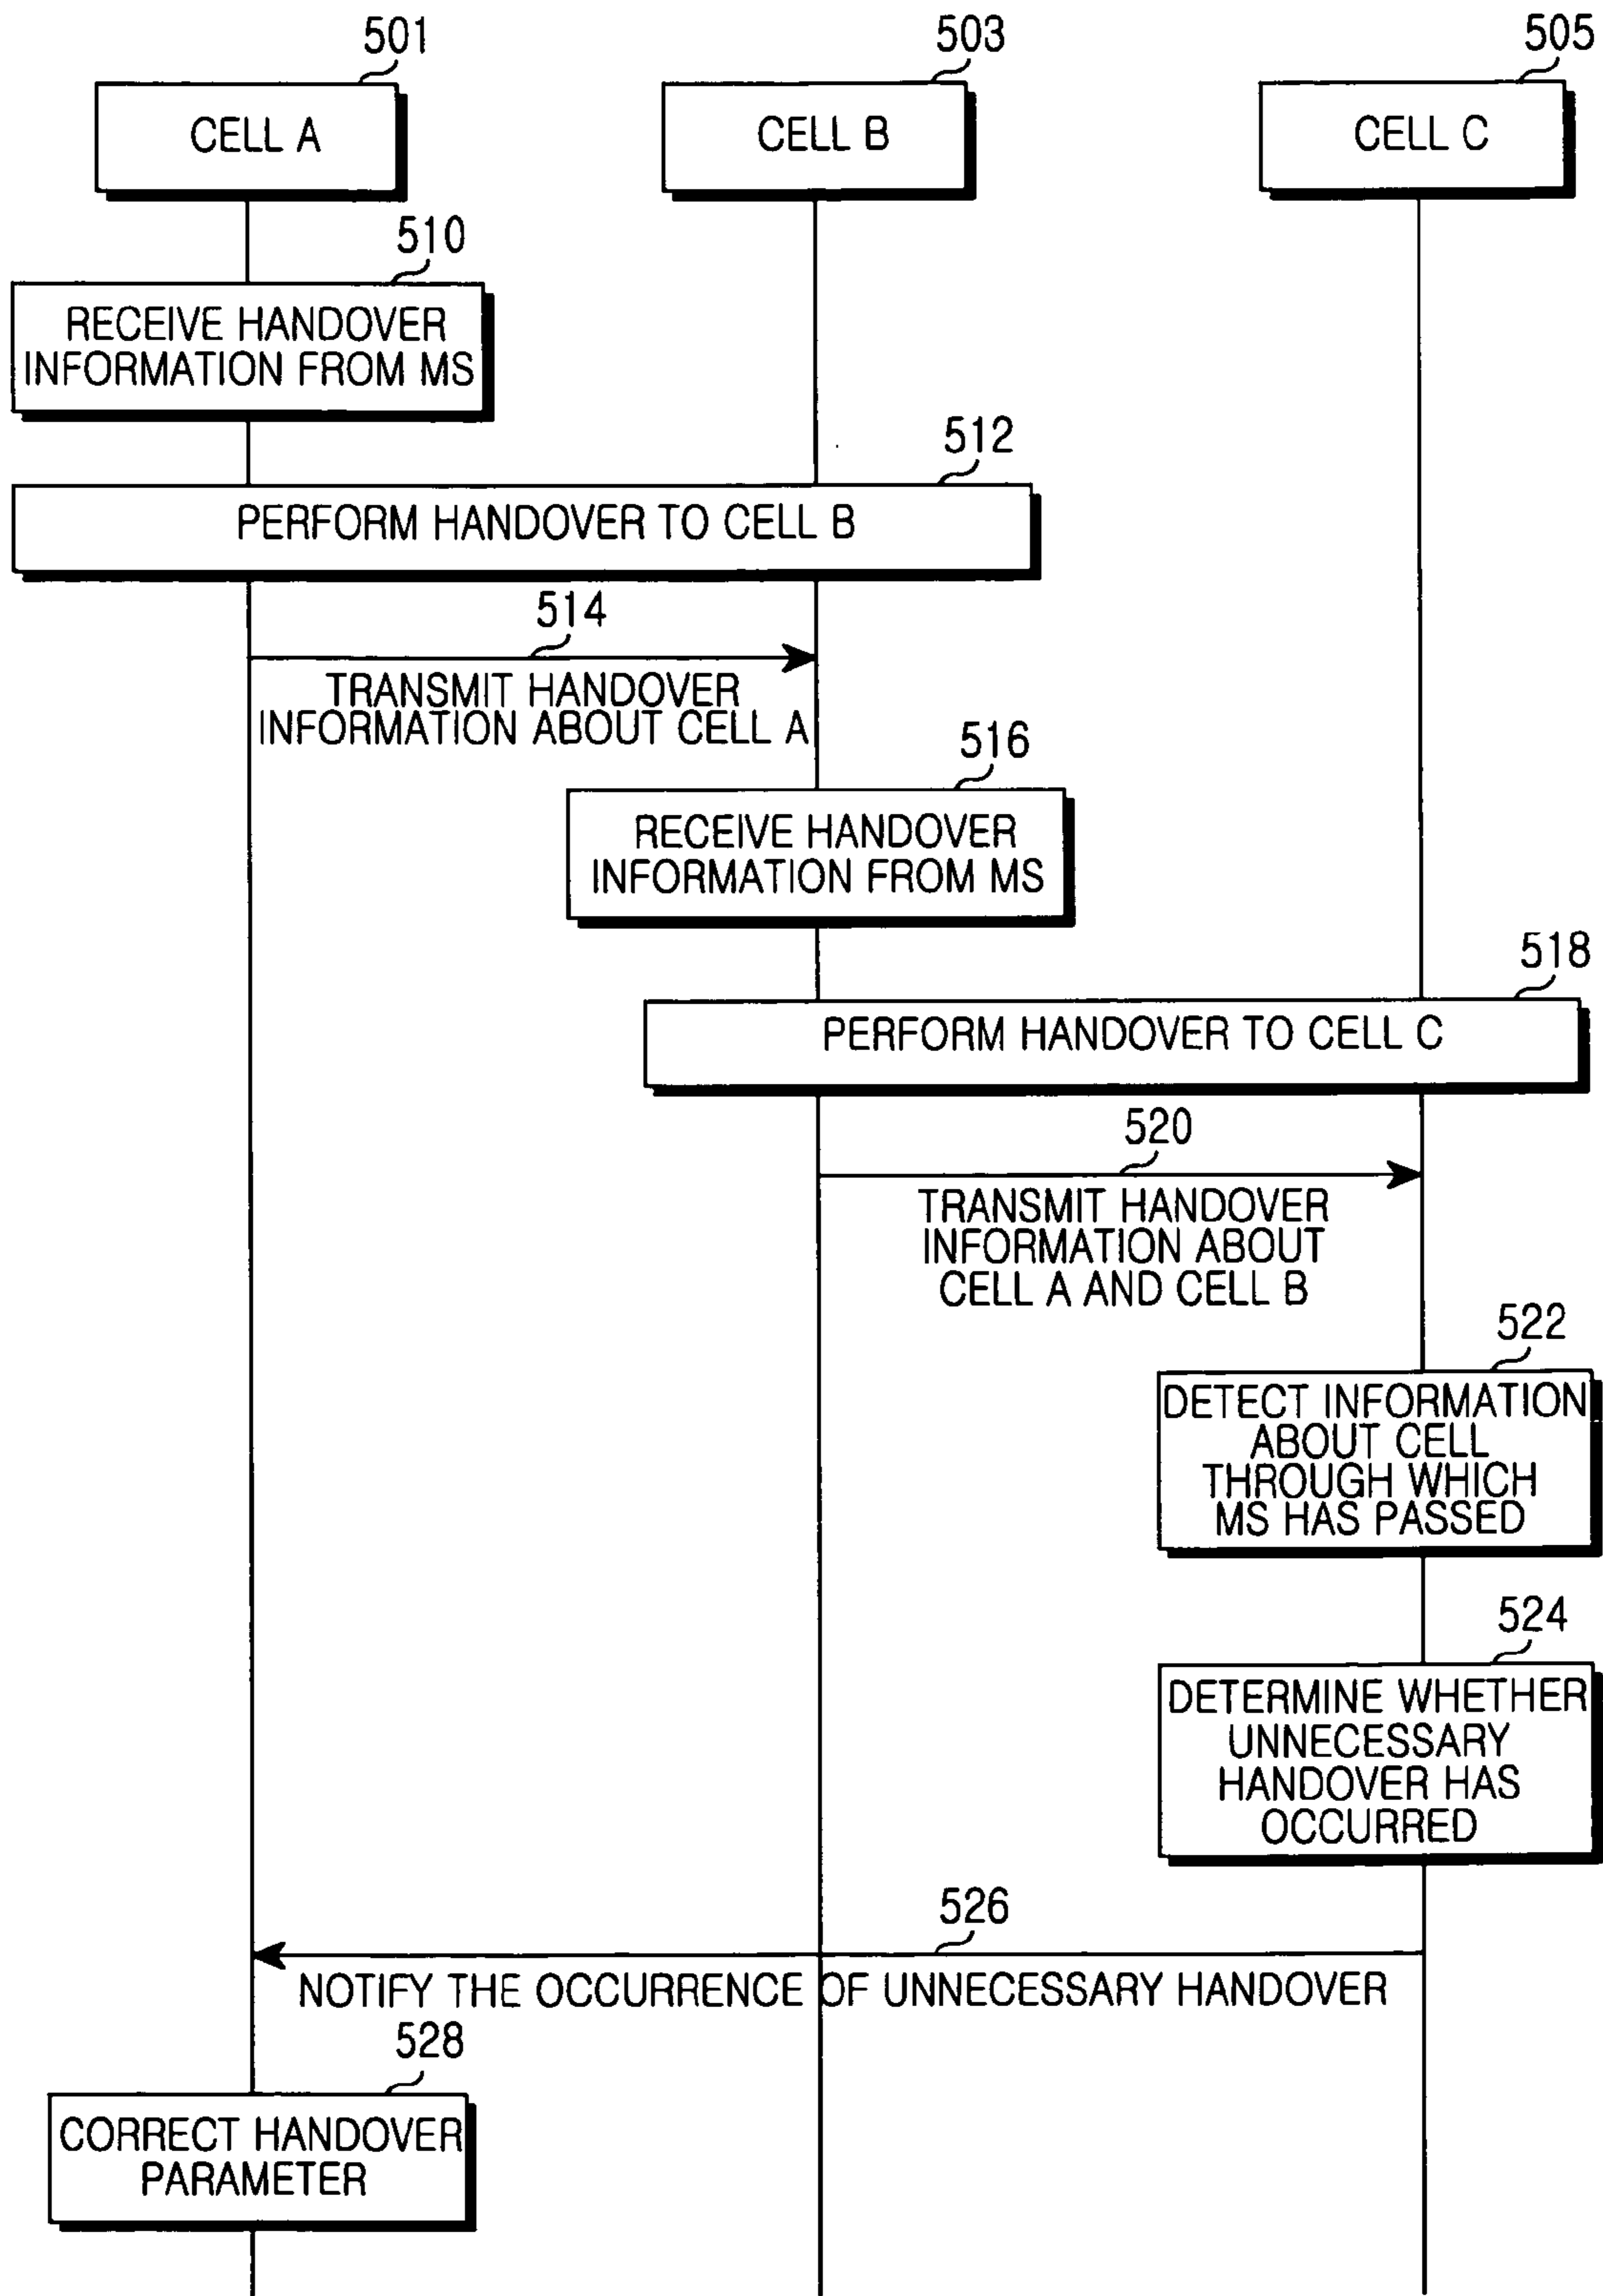 501
503
505
CELL A
CELL B
CELL C
510
RECEIVE HANDOVER
INFORMATION FROM MS
512
PERFORM HANDOVER TO CELL B
514
TRANSMIT HANDOVER
INFORMATION ABOUT CELL A
516
RECEIVE HANDOVER
INFORMATION FROM MS
518
PERFORM HANDOVER TO CELL C
520
TRANSMIT HANDOVER
INFORMATION ABOUT
CELL A AND CELL B
522
DETECT INFORMATION
ABOUT CELL
THROUGH WHICH
MS HAS PASSED
524
DETERMINE WHETHER
UNNECESSARY
HANDOVER HAS
OCCURRED
526
NOTIFY THE OCCURRENCE OF UNNECESSARY HANDOVER
528
CORRECT HANDOVER
PARAMETER